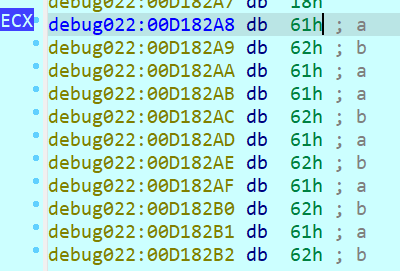 debug022:00D182A7 db 18h
ECX debug022:00D182A8 db 61h ; a
debug022:00D182A9 db 62h ; b
debug022:00D182AA db 61h ; a
debug022:00D182AB db 61h ; a
debug022:00D182AC db 62h ; b
debug022:00D182AD db 61h ; a
debug022:00D182AE db 62h ; b
debug022:00D182AF db 61h ; a
debug022:00D182B0 db 62h ; b
debug022:00D182B1 db 61h ; a
debug022:00D182B2 db 62h ; b